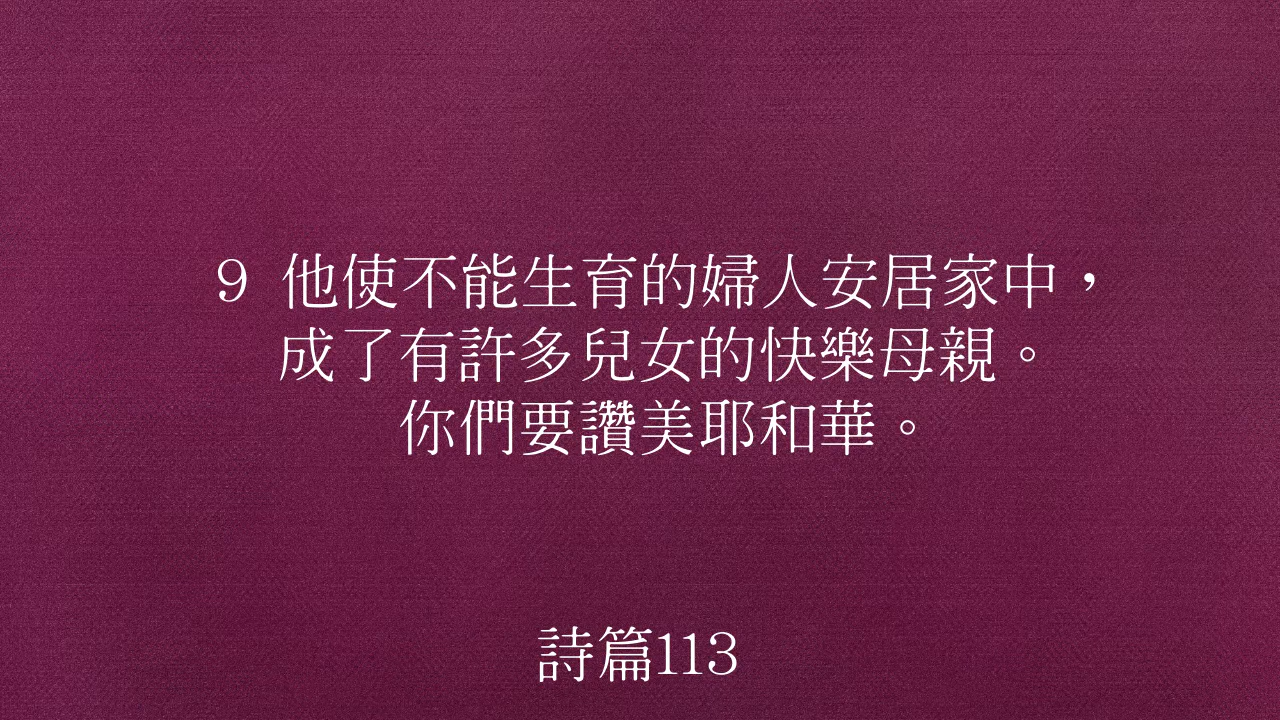 9 他使不能生育的婦人安居家中，
成了有許多兒女的快樂母親。
你們要讚美耶和華。
詩篇113